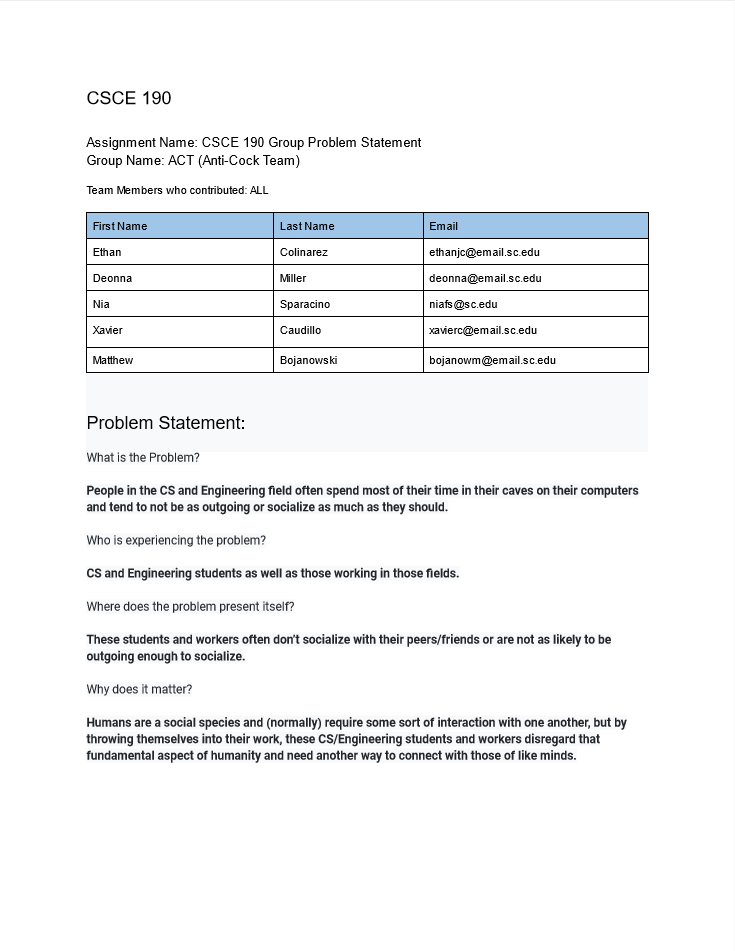 CSCE 190
Assignment Name: CSCE 190 Group Problem Statement
Group Name: ACT (Anti-Cock Team)
Team Members who contributed: ALL
First Name Last Name Email
Ethan Colinarez ethanjc@email.sc.edu
Deonna Miller deonna@email.sc.edu
Nia Sparacino niafs@sc.edu
Xavier Caudillo xavierc@email.sc.edu
Matthew Bojanowski bojanowm@email.sc.edu
Problem Statement:
What is the Problem?
People in the CS and Engineering field often spend most of their time in their caves on their computers
and tend to not be as outgoing or socialize as much as they should.
Who is experiencing the problem?
CS and Engineering students as well as those working in those fields.
Where does the problem present itself?
These students and workers often don't socialize with their peers/friends or are not as likely to be
outgoing enough to socialize.
Why does it matter?
Humans are a social species and (normally) require some sort of interaction with one another, but by
throwing themselves into their work, these CS/Engineering students and workers disregard that
fundamental aspect of humanity and need another way to connect with those of like minds.